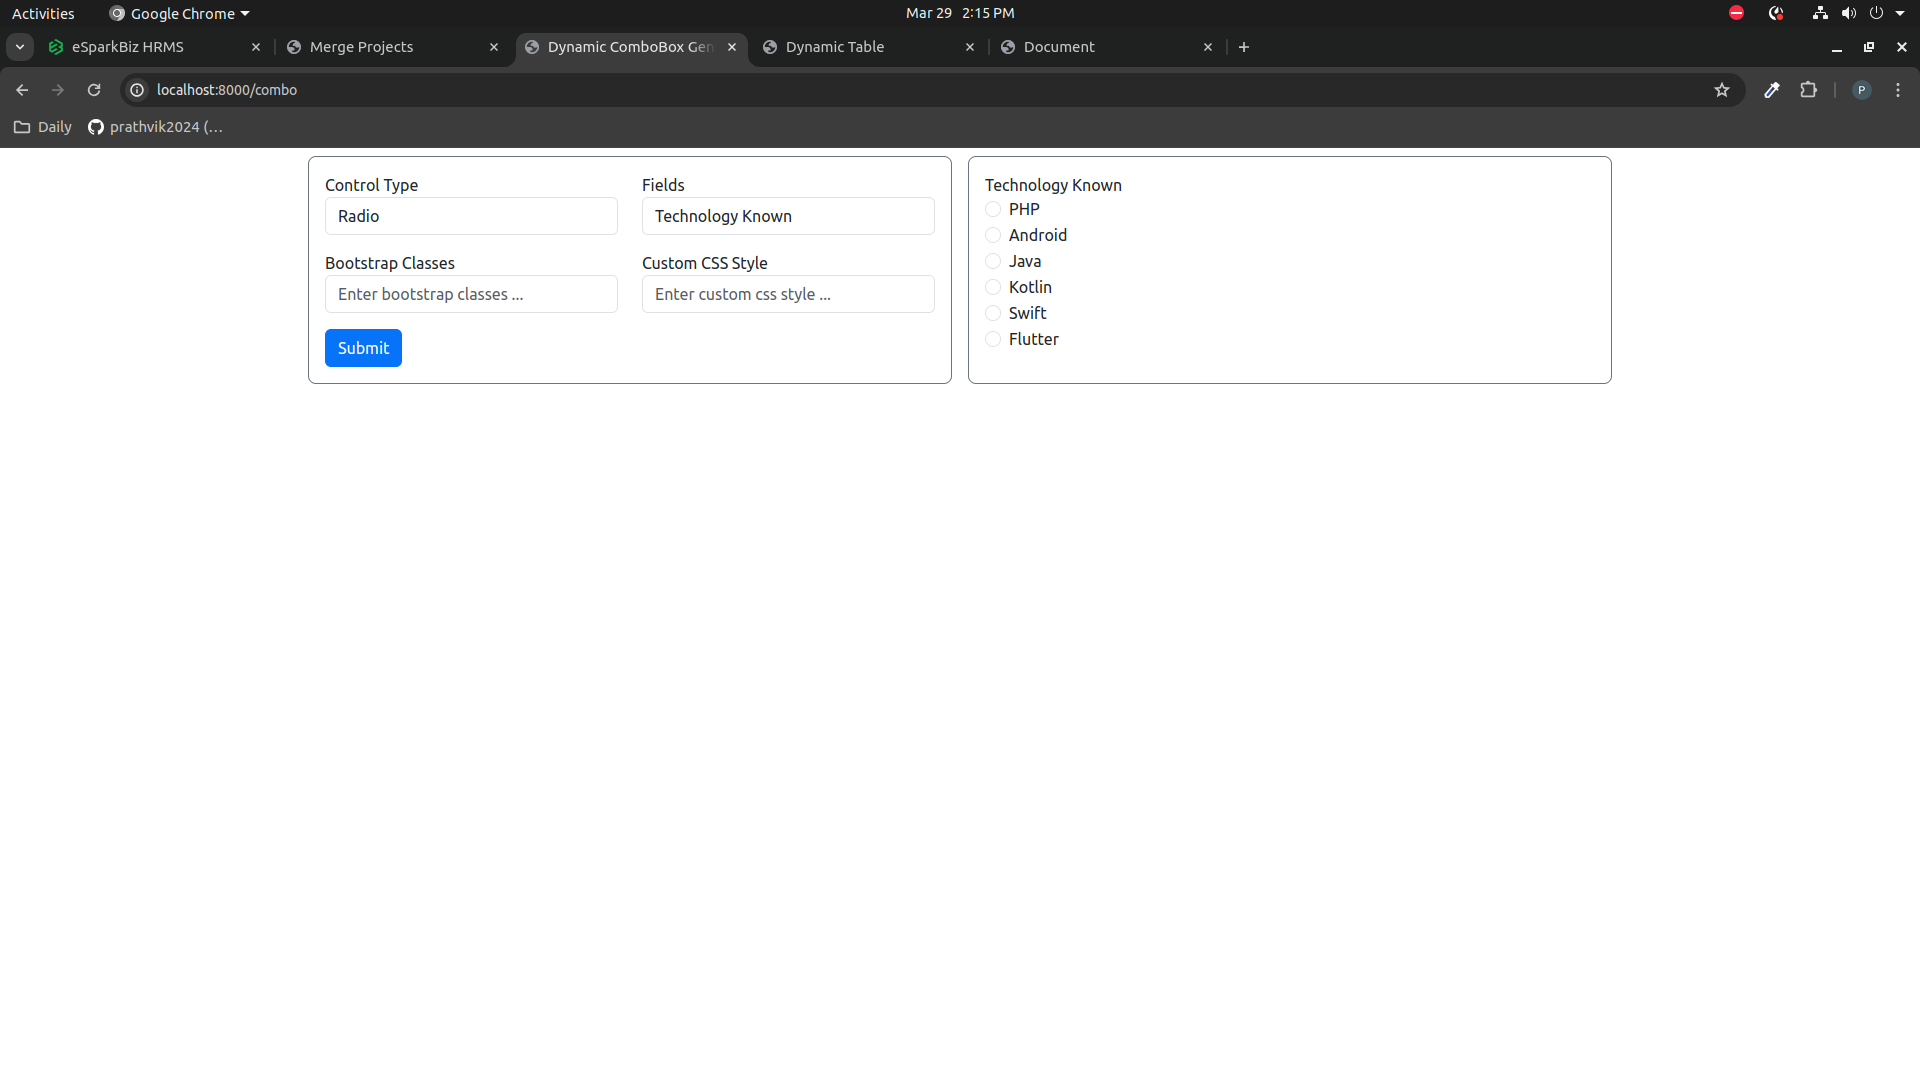 Activities
Google Chrome
Mar 29 2:15 PM
eSparkBiz HRMS
Merge Projects
Dynamic ComboBox Gen
Dynamic Table
Document
localhost:8000/combo
P
Daily
prathvik2024 (...
Control Type
Fields
Radio
Technology Known
Bootstrap Classes
Custom CSS Style
Enter bootstrap classes ...
Enter custom css style ...
Submit
Technology Known
PHP
Android
Java
Kotlin
Swift
Flutter